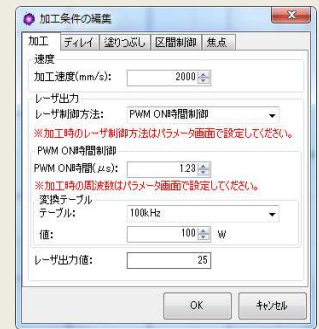 加工条件の編集
加工 ディレイ 塗りつぶし 区間制御 焦点
速度
加工速度(mm/s): 2000
レーザ出力
レーザ制御方法: PWM ON時間制御
※加工時のレーザ制御方法はパラメータ画面で設定してください。
PWM ON時間制御
PWM ON時間(μs): 1.23
※加工時の周波数はパラメータ画面で設定してください。
変換テーブル
テーブル: 100kHz
値: 100 W
レーザ出力値: 25
OK キャンセル